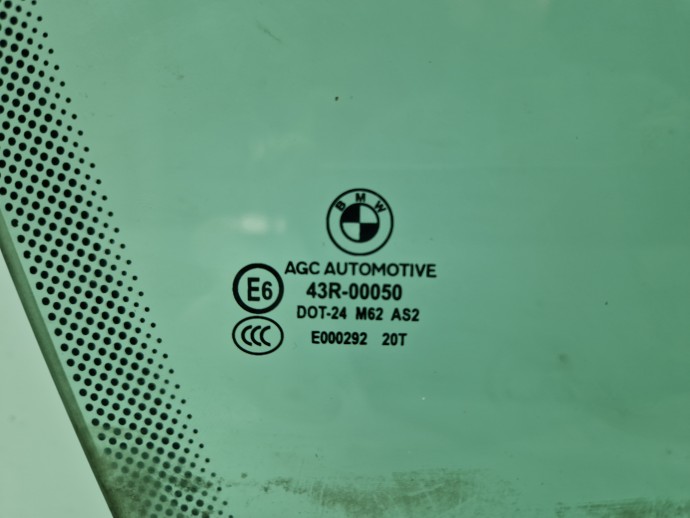 BMW
AGC AUTOMOTIVE
E6 43R-00050
DOT-24 M62 AS2
CCC E000292 20T